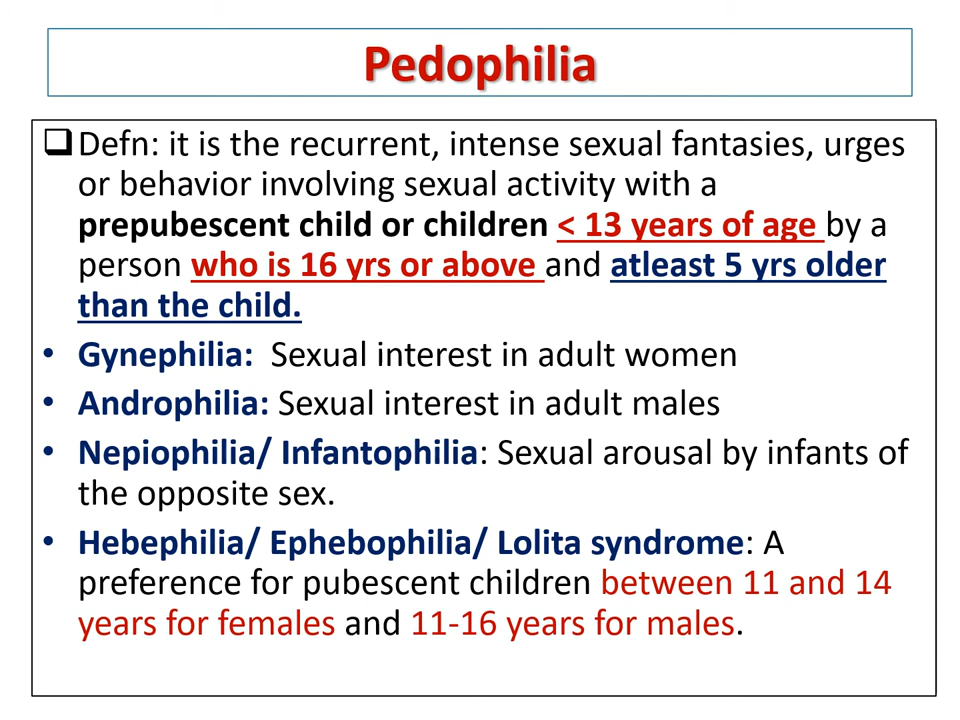 Pedophilia
❑ Defn: it is the recurrent, intense sexual fantasies, urges
or behavior involving sexual activity with a
prepubescent child or children < 13 years of age by a
person who is 16 yrs or above and atleast 5 yrs older
than the child.
• Gynephilia: Sexual interest in adult women
• Androphilia: Sexual interest in adult males
• Nepiophilia/ Infantophilia: Sexual arousal by infants of
the opposite sex.
• Hebephilia/ Ephebophilia/ Lolita syndrome: A
preference for pubescent children between 11 and 14
years for females and 11-16 years for males.